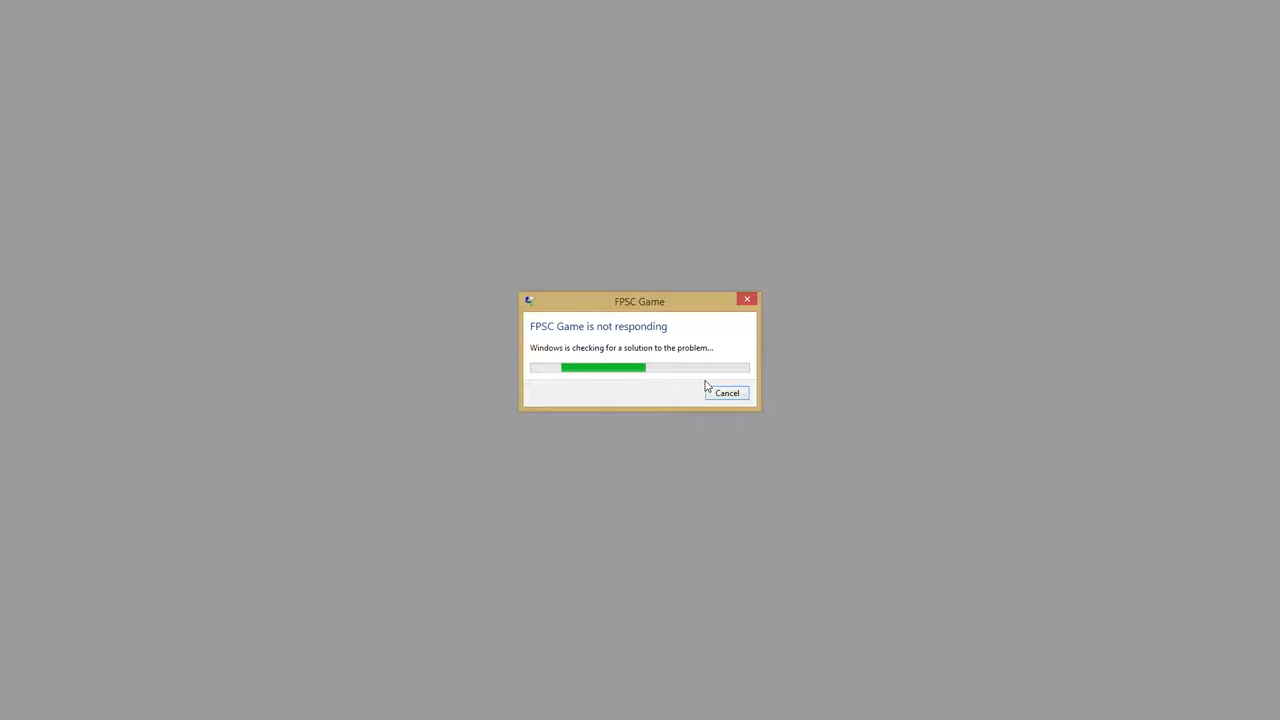 FPSC Game
FPSC Game is not responding
Windows is checking for a solution to the problem...
Cancel